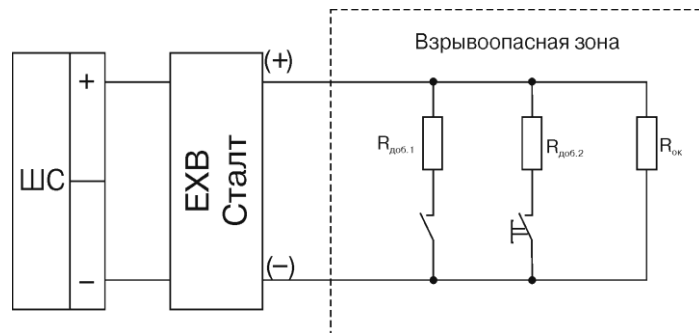 Взрывоопасная зона
ШС
+
−
ЕХВ
Сталт
(+)
(−)
Rдоб.1
Rдоб.2
Rок